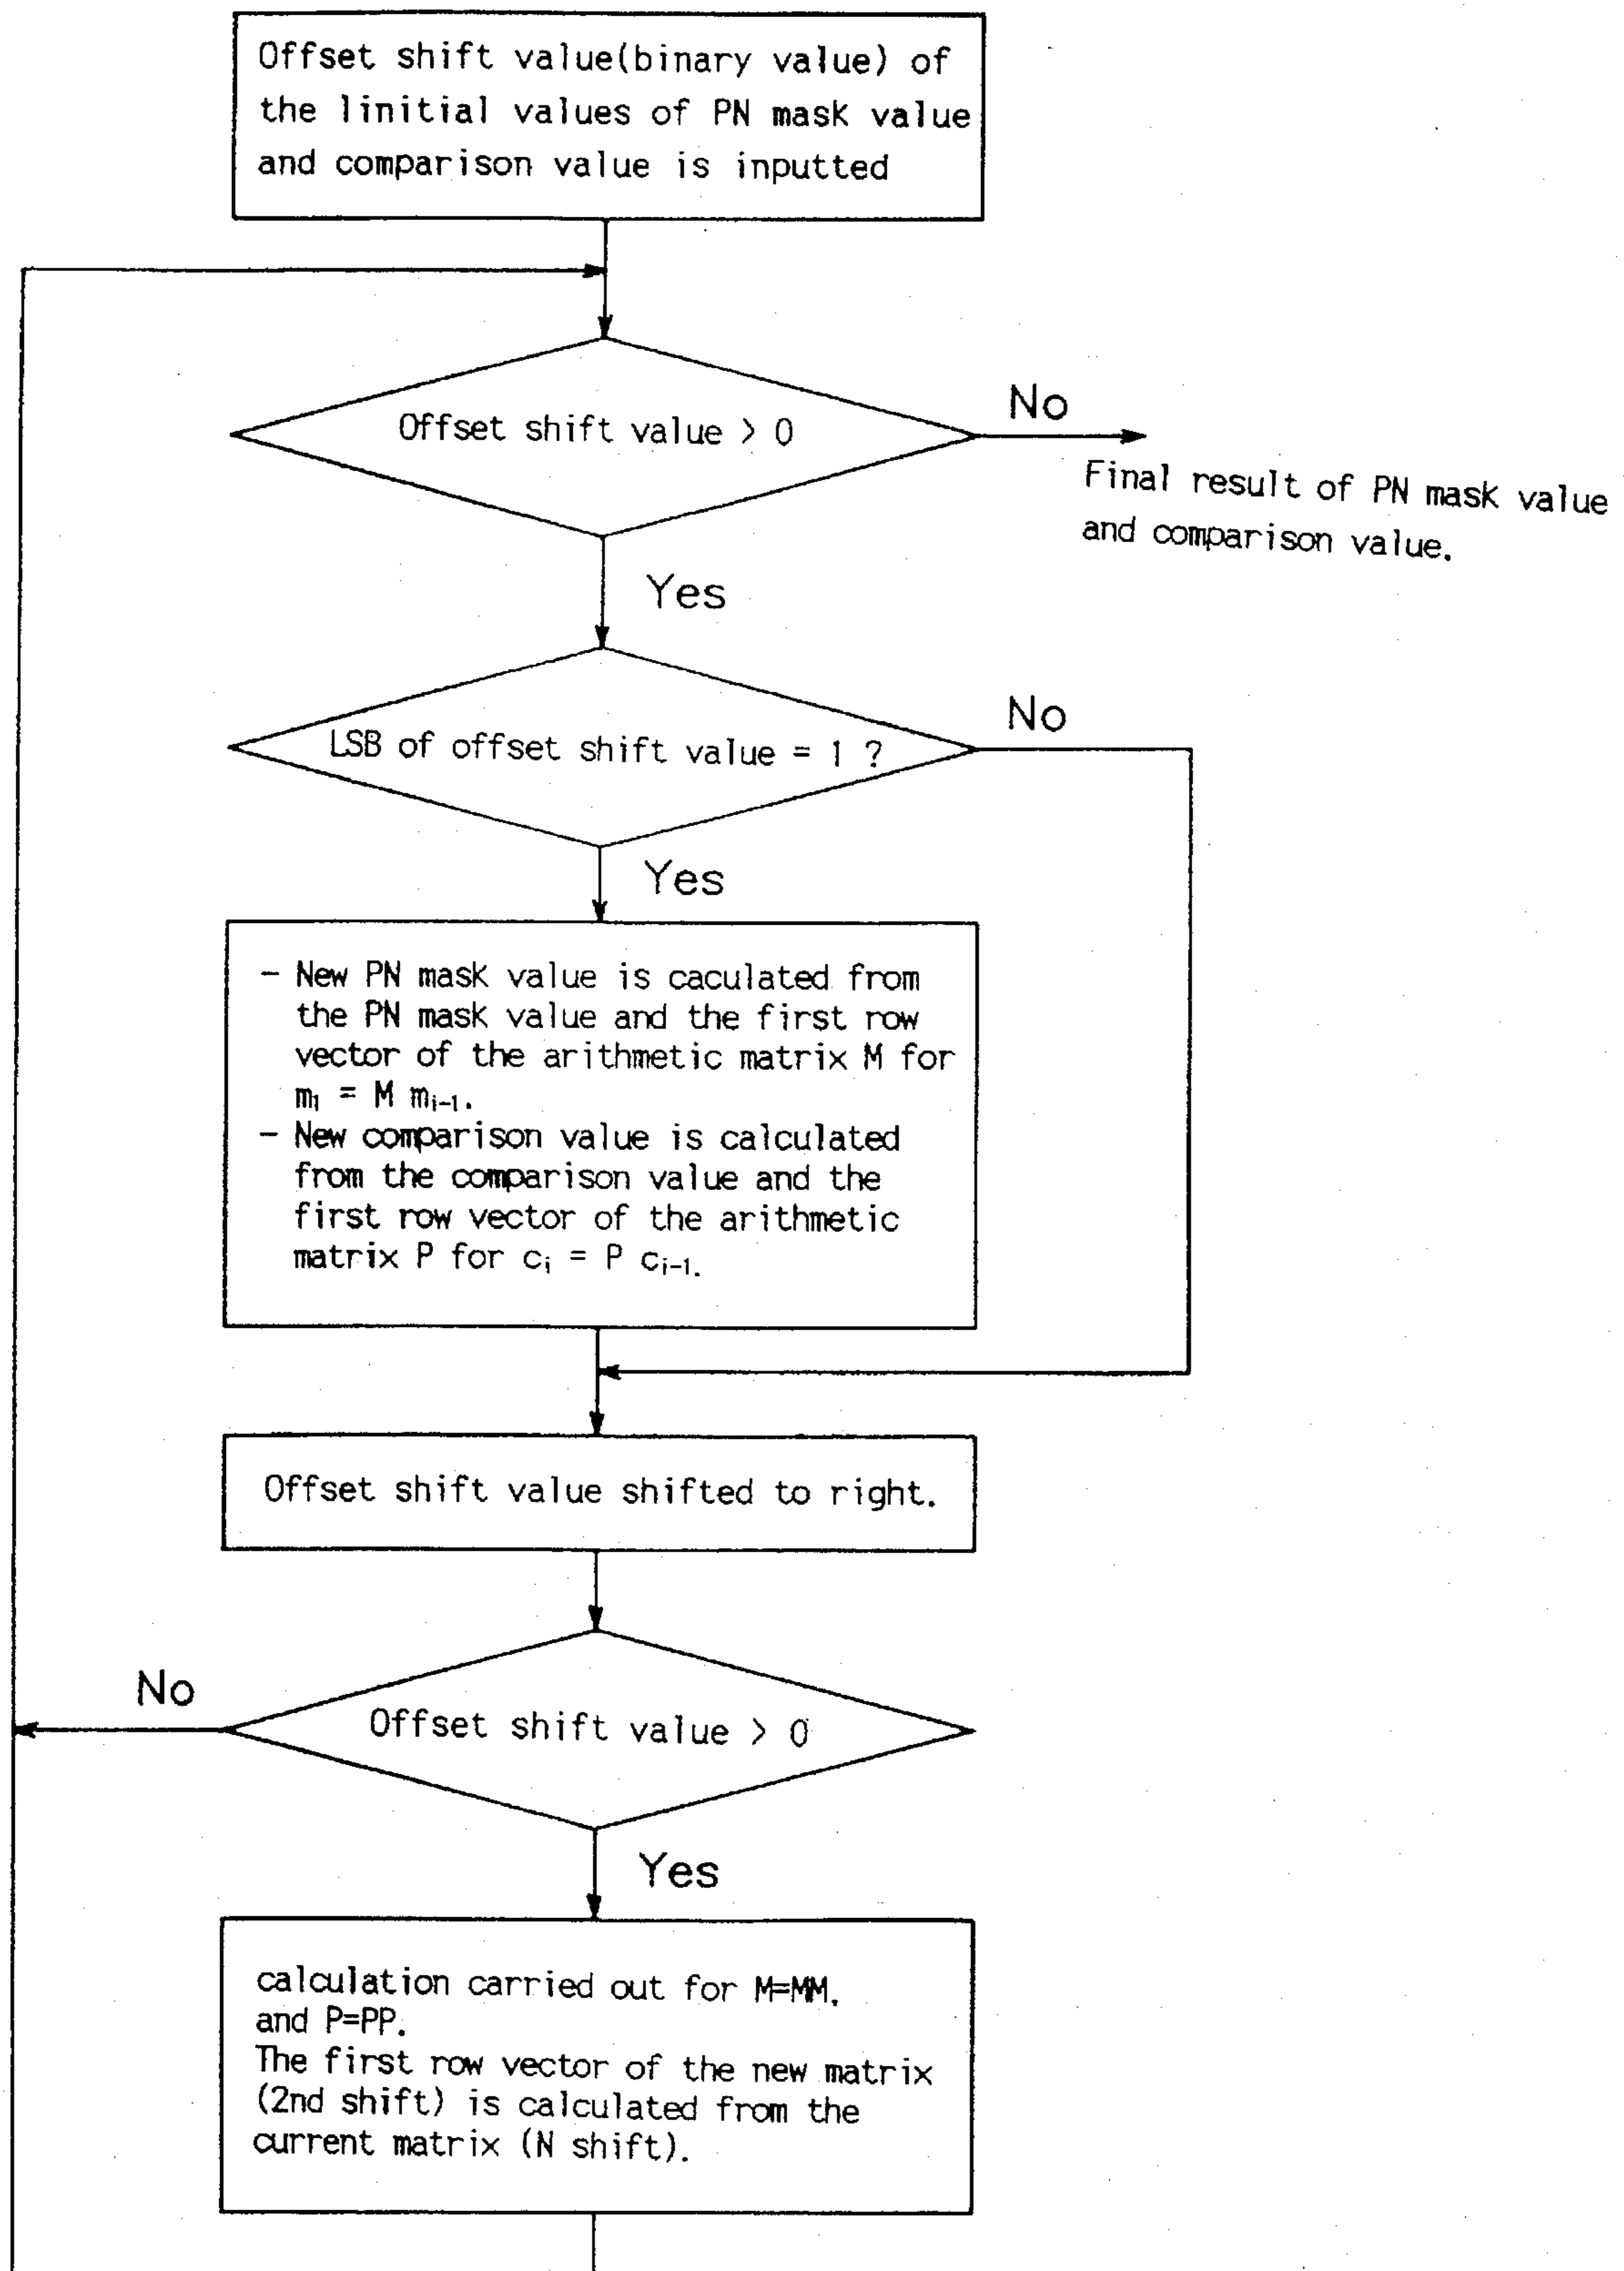 Offset shift value(binary value) of
the linitial values of PN mask value
and comparison value is inputted
Offset shift value > 0
No
Final result of PN mask value
and comparison value.
Yes
LSB of offset shift value = 1 ?
No
Yes
- New PN mask value is caculated from
the PN mask value and the first row
vector of the arithmetic matrix M for
m₁ = M mᵢ₋₁.
- New comparison value is calculated
from the comparison value and the
first row vector of the arithmetic
matrix P for cᵢ = P cᵢ₋₁.
Offset shift value shifted to right.
No
Offset shift value > 0
Yes
calculation carried out for M=MM.
and P=PP.
The first row vector of the new matrix
(2nd shift) is calculated from the
current matrix (N shift).